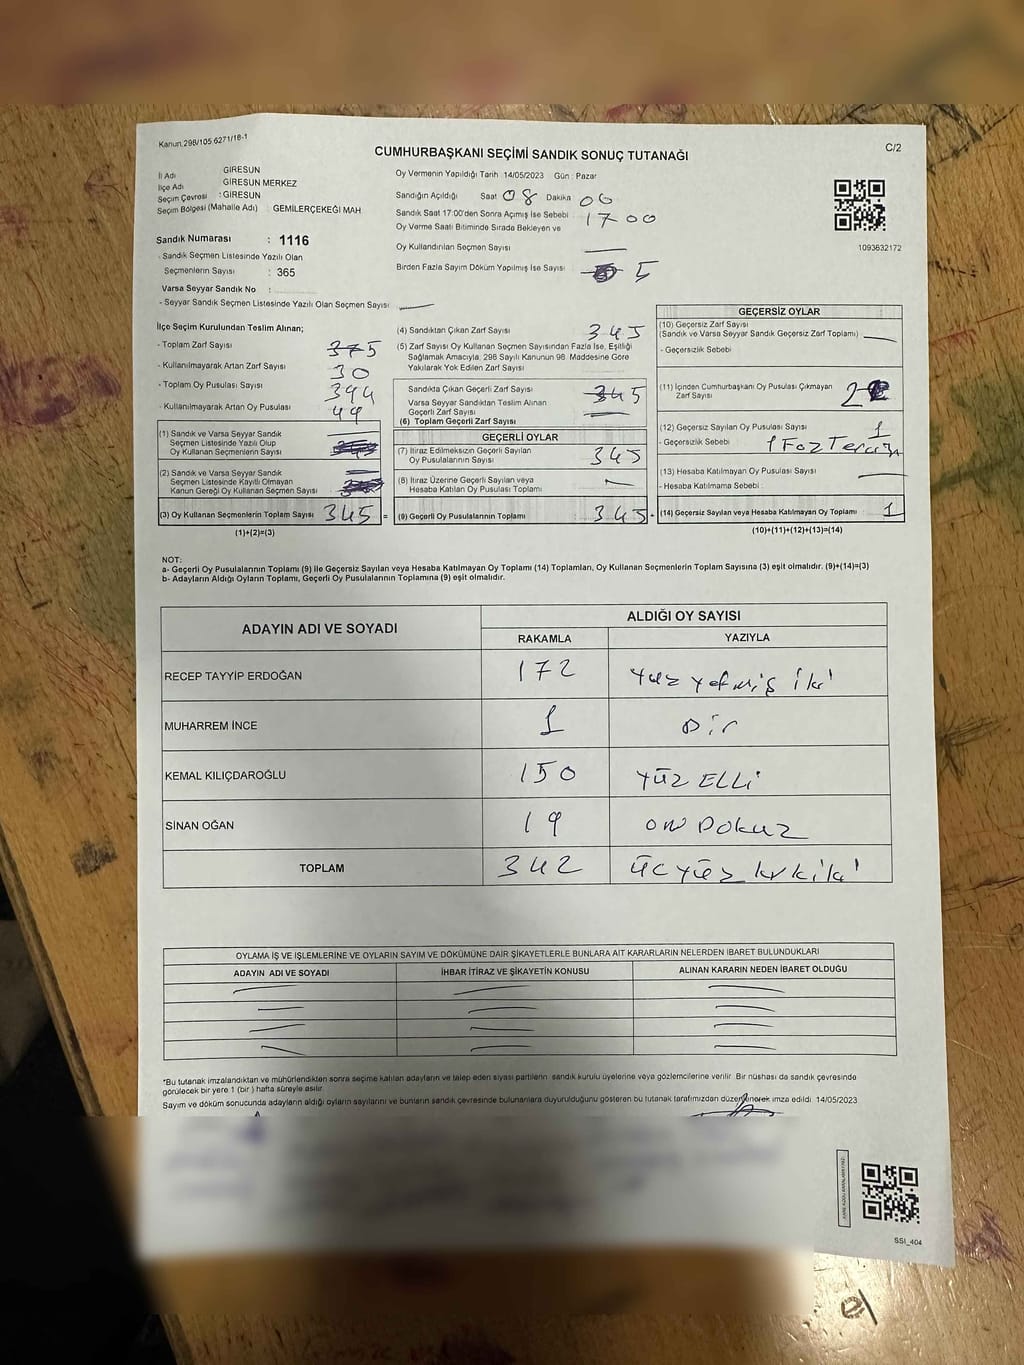 Kanun.298/105.6271/18-1
C/2
CUMHURBAŞKANI SEÇİMİ SANDIK SONUÇ TUTANAĞI
İl Adı GİRESUN
İlçe Adı GİRESUN MERKEZ
Seçim Çevresi : GİRESUN
Seçim Bölgesi (Mahalle Adı) : GEMİLERÇEKEĞİ MAH
Sandık Numarası : 1116
- Sandık Seçmen Listesinde Yazılı Olan
Seçmenlerin Sayısı : 365
Varsa Seyyar Sandık No :
- Seyyar Sandık Seçmen Listesinde Yazılı Olan Seçmen Sayısı
Oy Vermenin Yapıldığı Tarih : 14/05/2023 Gün : Pazar
Sandığın Açıldığı Saat 08 Dakika 00
Sandık Saat 17:00'den Sonra Açılmış İse Sebebi : 17 00
Oy Verme Saati Bitiminde Sırada Bekleyen ve
Oy Kullandırılan Seçmen Sayısı
Birden Fazla Sayım Döküm Yapılmış İse Sayısı 5
1093632172
İlçe Seçim Kurulundan Teslim Alınan;
- Toplam Zarf Sayısı 375
- Kullanılmayarak Artan Zarf Sayısı 30
- Toplam Oy Pusulası Sayısı 394
- Kullanılmayarak Artan Oy Pusulası 49
(1) Sandık ve Varsa Seyyar Sandık
Seçmen Listesinde Yazılı Olup
Oy Kullanan Seçmenlerin Sayısı
(2) Sandık ve Varsa Seyyar Sandık
Seçmen Listesinde Kayıtlı Olmayan
Kanun Gereği Oy Kullanan Seçmen Sayısı
(3) Oy Kullanan Seçmenlerin Toplam Sayısı 345 =
(1)+(2)=(3)
(4) Sandıktan Çıkan Zarf Sayısı 345
(5) Zarf Sayısı Oy Kullanan Seçmen Sayısından Fazla İse, Eşitliği
Sağlamak Amacıyla, 298 Sayılı Kanunun 98. Maddesine Göre
Yakılarak Yok Edilen Zarf Sayısı
Sandıkta Çıkan Geçerli Zarf Sayısı 345
Varsa Seyyar Sandıktan Teslim Alınan
Geçerli Zarf Sayısı
(6) Toplam Geçerli Zarf Sayısı
GEÇERLİ OYLAR
(7) İtiraz Edilmeksizin Geçerli Sayılan
Oy Pusulalarının Sayısı 345
(8) İtiraz Üzerine Geçerli Sayılan veya
Hesaba Katılan Oy Pusulası Toplamı
(9) Geçerli Oy Pusulalarının Toplamı : 345
GEÇERSİZ OYLAR
(10) Geçersiz Zarf Sayısı
(Sandık ve Varsa Seyyar Sandık Geçersiz Zarf Toplamı)
- Geçersizlik Sebebi
(11) İçinden Cumhurbaşkanı Oy Pusulası Çıkmayan
Zarf Sayısı 2
(12) Geçersiz Sayılan Oy Pusulası Sayısı 1
- Geçersizlik Sebebi
(13) Hesaba Katılmayan Oy Pusulası Sayısı
- Hesaba Katılmama Sebebi :
(14) Geçersiz Sayılan veya Hesaba Katılmayan Oy Toplamı : 1
(10)+(11)+(12)+(13)=(14)
NOT:
a- Geçerli Oy Pusulalarının Toplamı (9) ile Geçersiz Sayılan veya Hesaba Katılmayan Oy Toplamı (14) Toplamları, Oy Kullanan Seçmenlerin Toplam Sayısına (3) eşit olmalıdır. (9)+(14)=(3)
b- Adayların Aldığı Oyların Toplamı, Geçerli Oy Pusulalarının Toplamına (9) eşit olmalıdır.
ADAYIN ADI VE SOYADI
ALDIĞI OY SAYISI
RAKAMLA YAZIYLA
RECEP TAYYİP ERDOĞAN 172 Yüz yetmiş iki
MUHARREM İNCE 1 Bir
KEMAL KILIÇDAROĞLU 150 YÜZ ELLİ
SİNAN OĞAN 19 ON DOKUZ
TOPLAM 342 ÜÇ YÜZ kırk iki
OYLAMA İŞ VE İŞLEMLERİNE VE OYLARIN SAYIM VE DÖKÜMÜNE DAİR ŞİKAYETLERLE BUNLARA AİT KARARLARIN NELERDEN İBARET BULUNDUKLARI
ADAYIN ADI VE SOYADI İHBAR İTİRAZ VE ŞİKAYETİN KONUSU ALINAN KARARIN NEDEN İBARET OLDUĞU
*Bu tutanak imzalandıktan ve mühürlendikten sonra seçime katılan adayların ve talep eden siyasi partilerin sandık kurulu üyelerine veya gözlemcilerine verilir. Bir nüshası da sandık çevresinde
görülecek bir yere 1 (bir) hafta süreyle asılır.
Sayım ve döküm sonucunda adayların aldığı oyların sayılarını ve bunların sandık çevresinde bulunanlara duyurulduğunu gösteren bu tutanak tarafımızdan düzenlenerek imza edildi. 14/05/2023
SSI_404